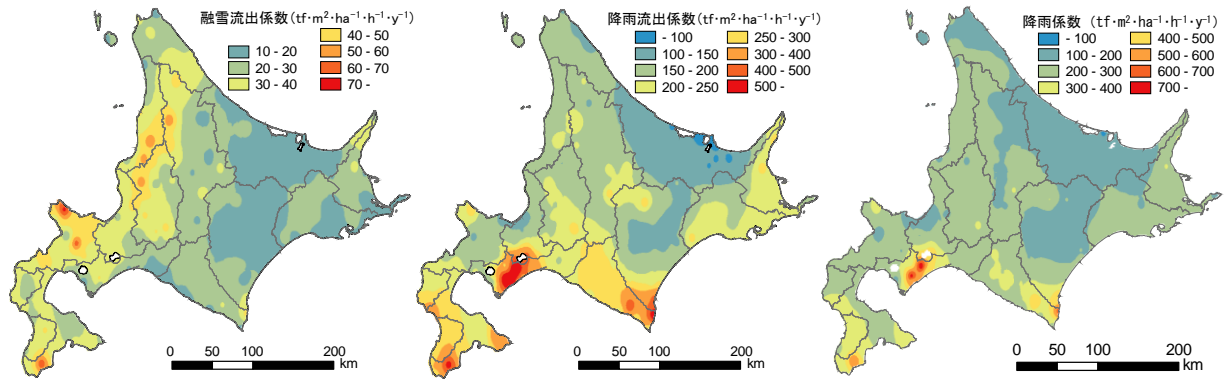 融雪流出係数(tf･m²･ha⁻¹･h⁻¹･y⁻¹)
10 - 20
20 - 30
30 - 40
40 - 50
50 - 60
60 - 70
70 -
0 50 100 200
km
降雨流出係数(tf･m²･ha⁻¹･h⁻¹･y⁻¹)
- 100
100 - 150
150 - 200
200 - 250
250 - 300
300 - 400
400 - 500
500 -
0 50 100 200
km
降雨係数 (tf･m²･ha⁻¹･h⁻¹･y⁻¹)
- 100
100 - 200
200 - 300
300 - 400
400 - 500
500 - 600
600 - 700
700 -
0 50 100 200
km